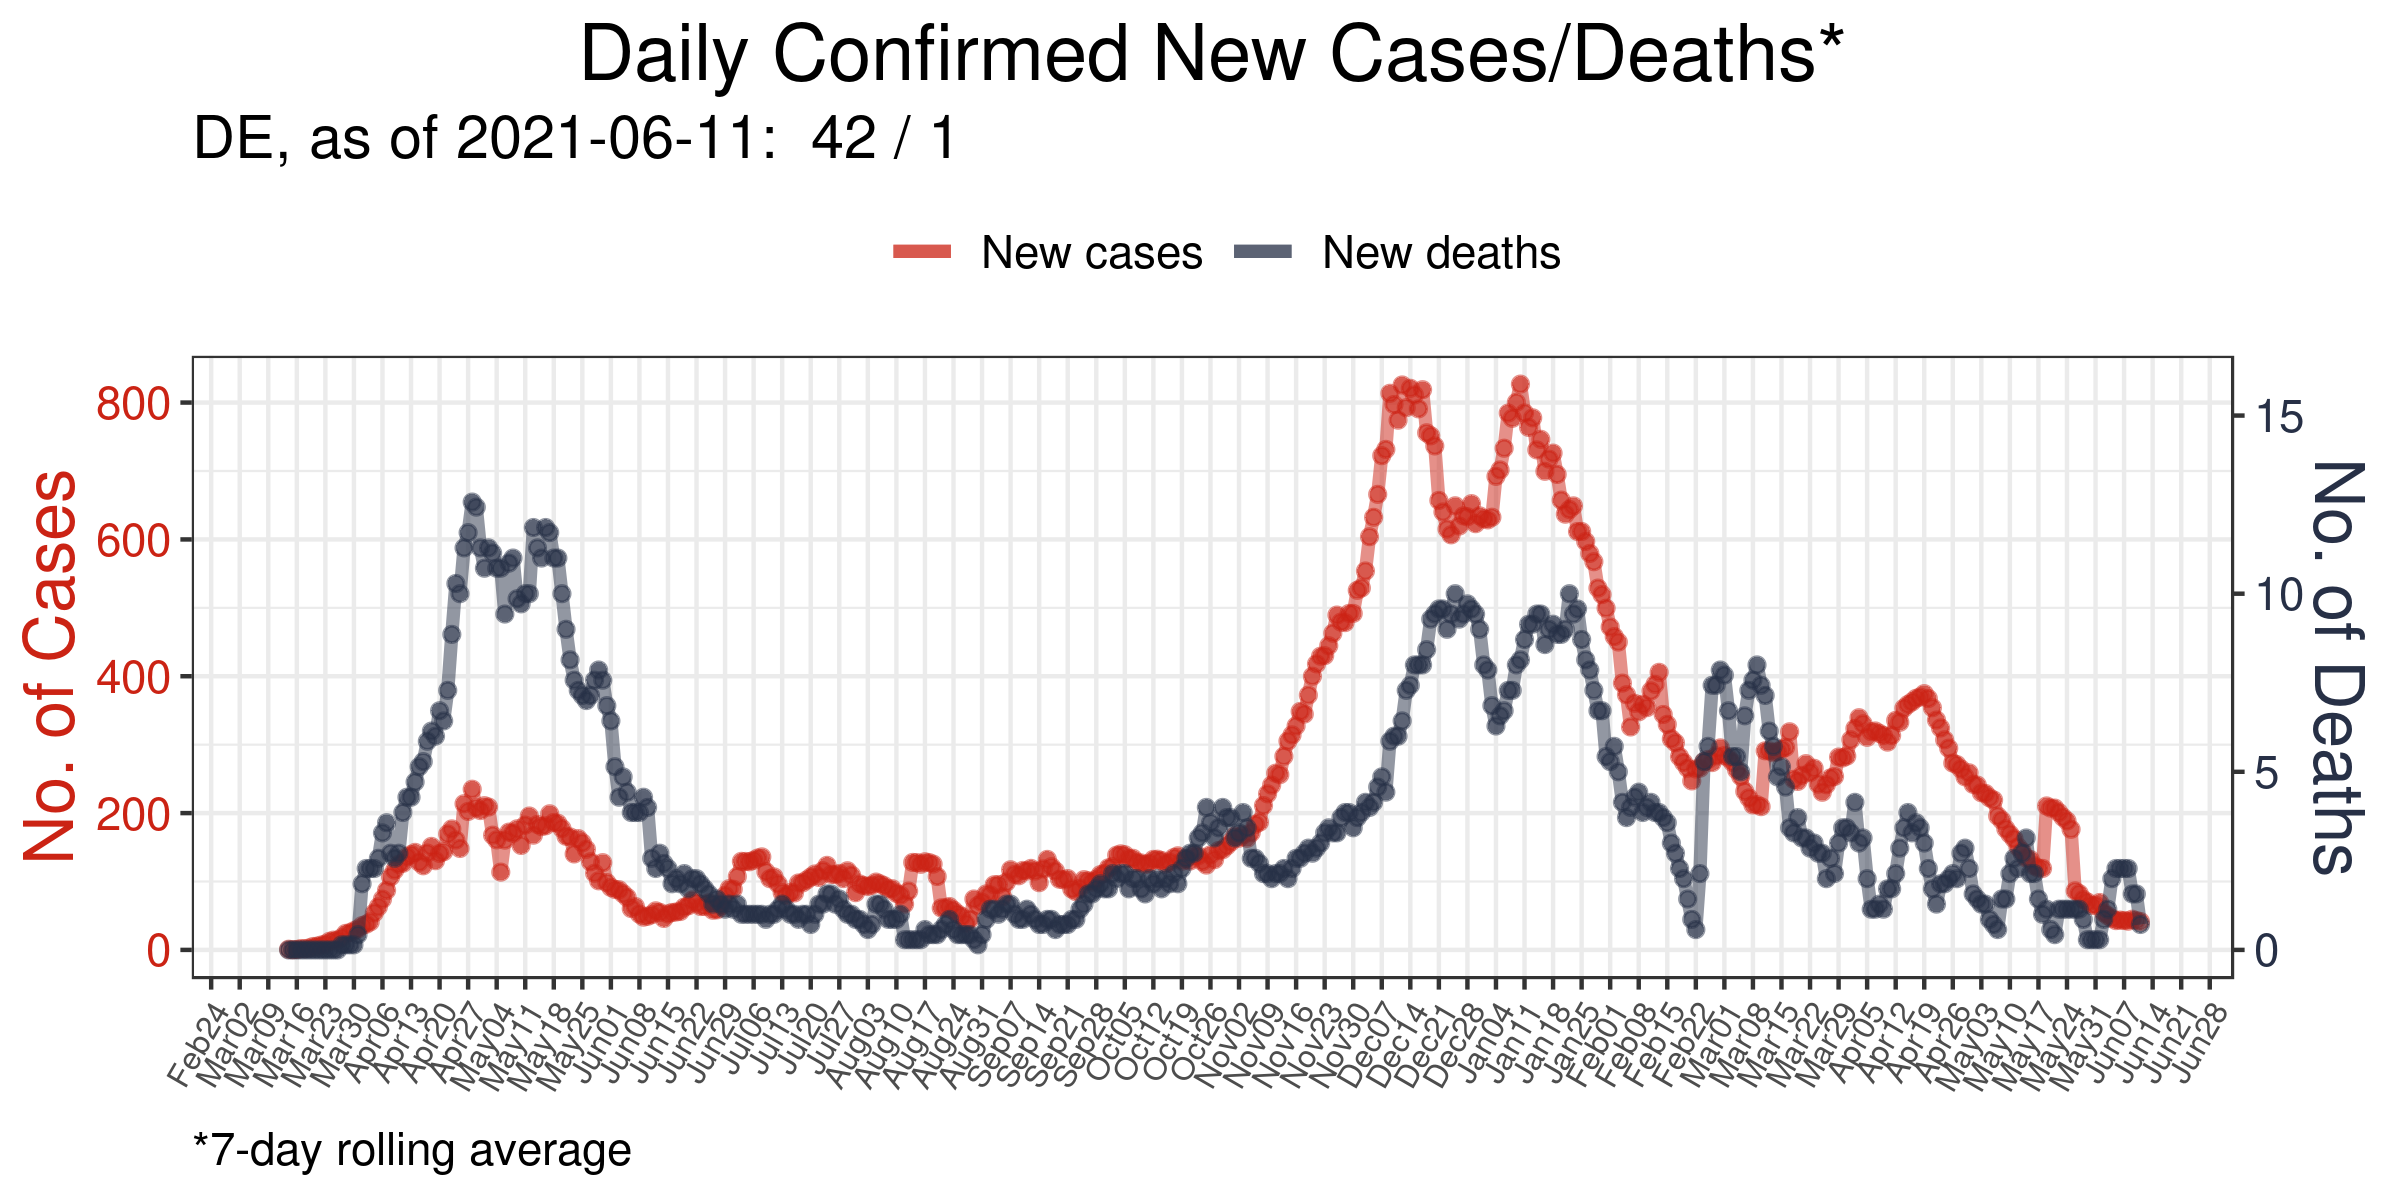 Daily Confirmed New Cases/Deaths*
DE, as of 2021-06-11:  42 / 1
New cases
New deaths
No. of Cases
800
600
400
200
0
15
10
5
0
No. of Deaths
Feb24
Mar02
Mar09
Mar16
Mar23
Mar30
Apr06
Apr13
Apr20
Apr27
May04
May11
May18
May25
Jun01
Jun08
Jun15
Jun22
Jun29
Jul06
Jul13
Jul20
Jul27
Aug03
Aug10
Aug17
Aug24
Aug31
Sep07
Sep14
Sep21
Sep28
Oct05
Oct12
Oct19
Oct26
Nov02
Nov09
Nov16
Nov23
Nov30
Dec07
Dec14
Dec21
Dec28
Jan04
Jan11
Jan18
Jan25
Feb01
Feb08
Feb15
Feb22
Mar01
Mar08
Mar15
Mar22
Mar29
Apr05
Apr12
Apr19
Apr26
May03
May10
May17
May24
May31
Jun07
Jun14
Jun21
Jun28
*7-day rolling average